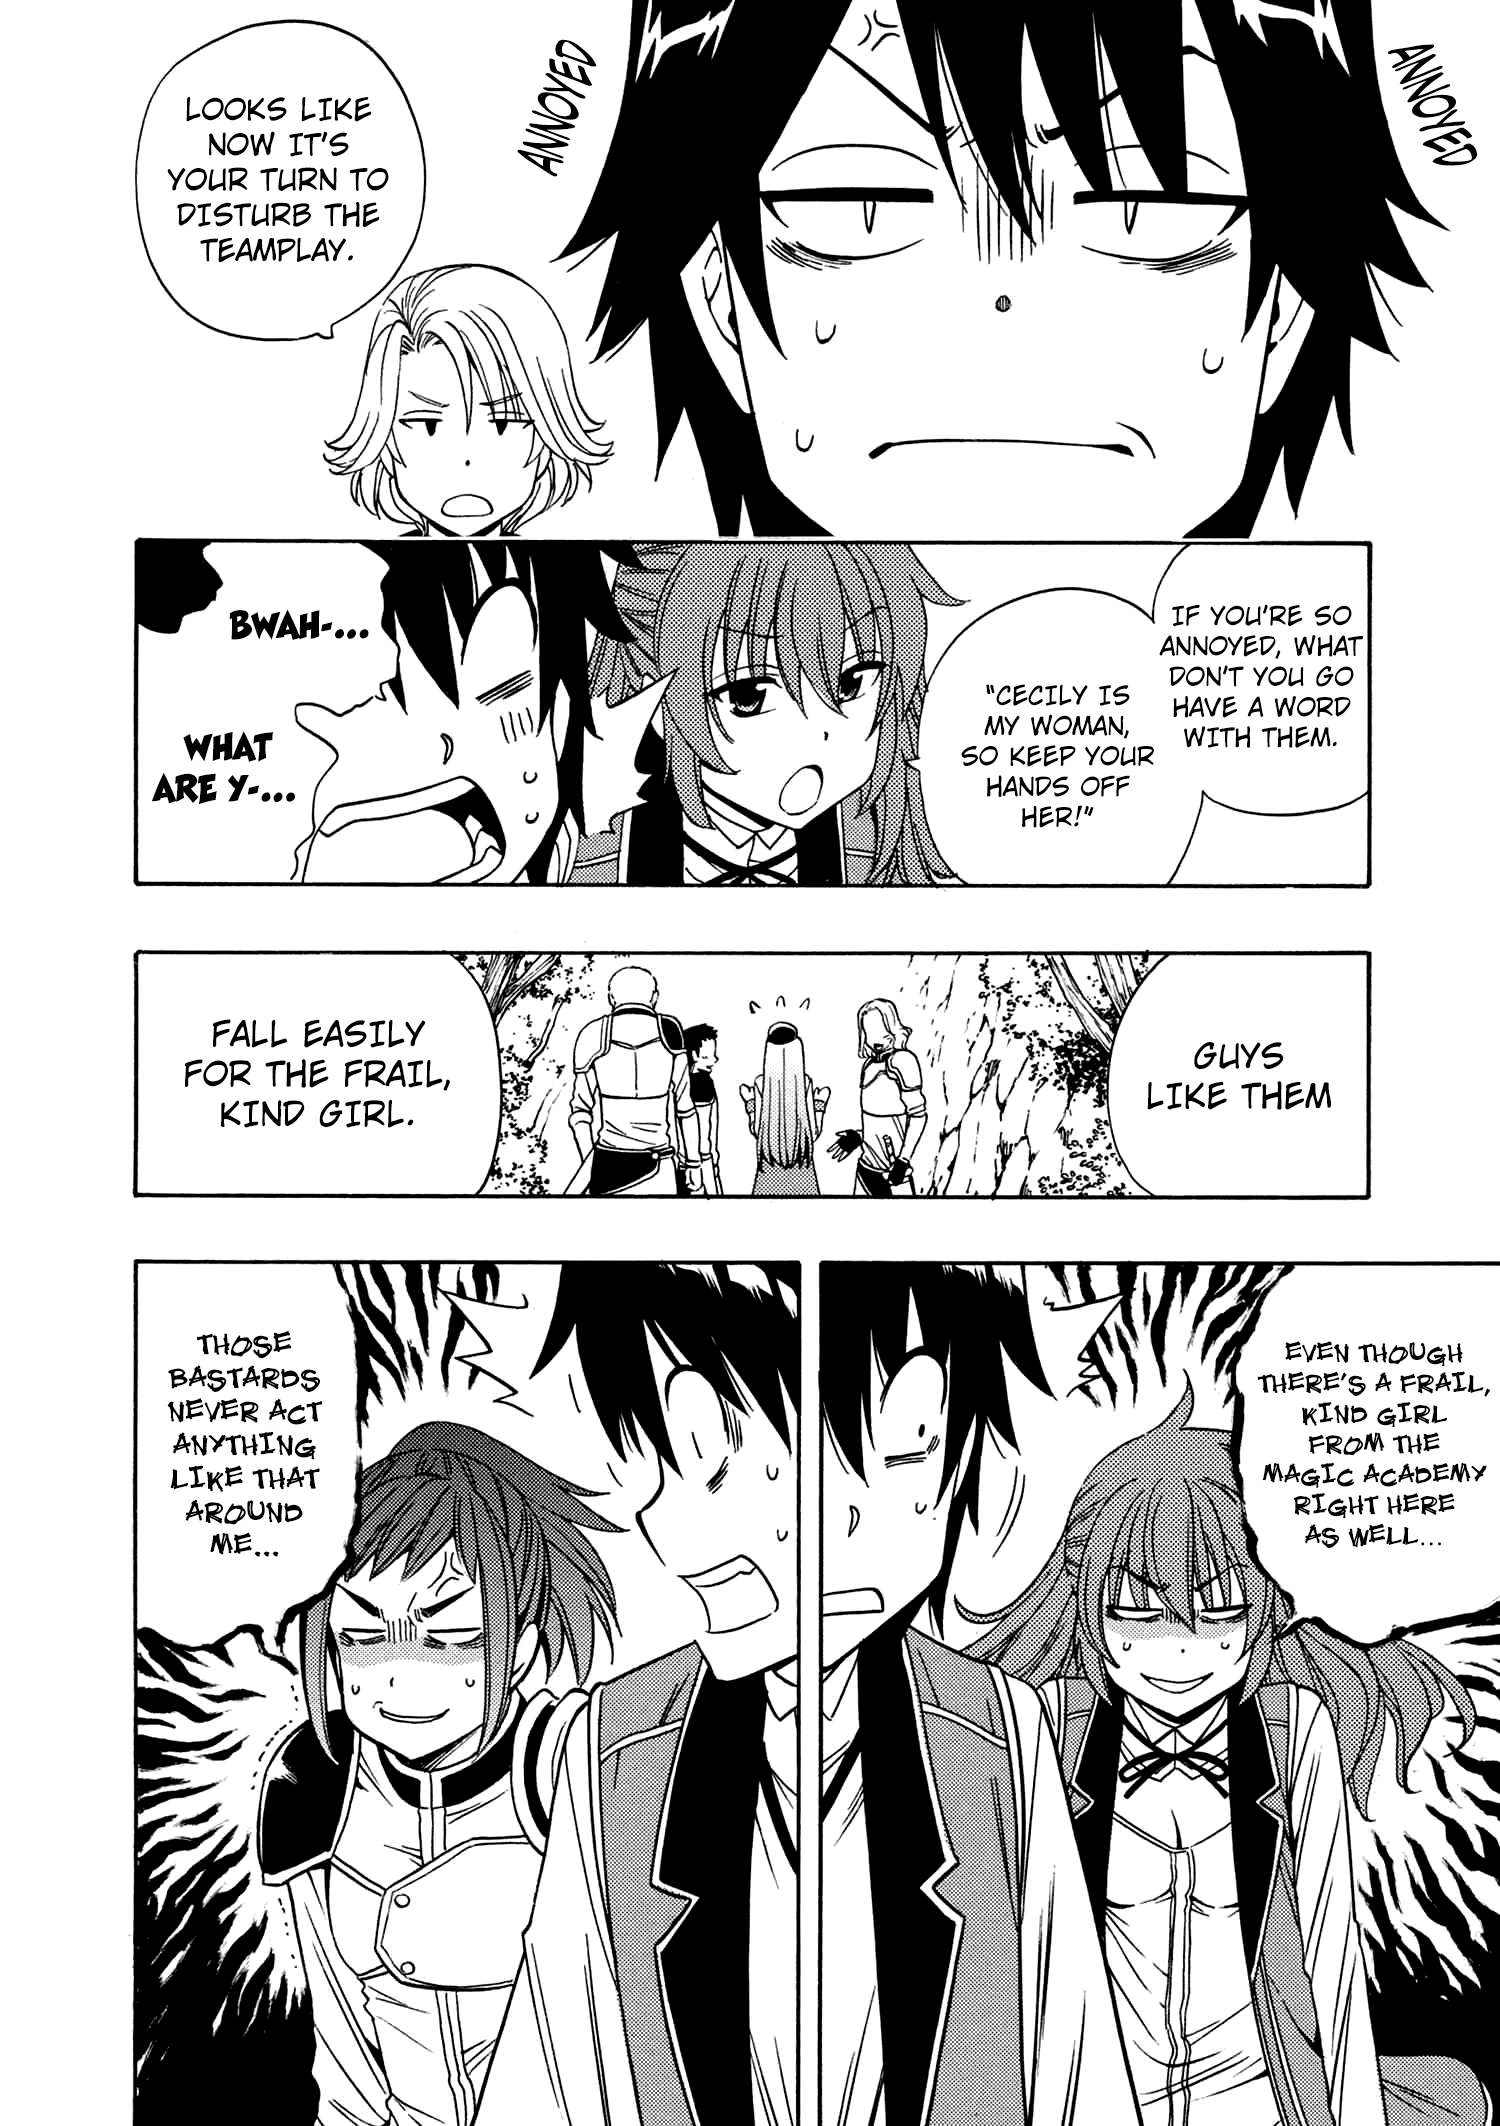 ANNOYED
ANNOYED
LOOKS LIKE
NOW IT'S
YOUR TURN TO
DISTURB THE
TEAMPLAY.
IF YOU'RE SO
ANNOYED, WHAT
DON'T YOU GO
HAVE A WORD
WITH THEM.
"CECILY IS
MY WOMAN,
SO KEEP YOUR
HANDS OFF
HER!"
BWAH-...
WHAT
ARE Y-...
GUYS
LIKE THEM
FALL EASILY
FOR THE FRAIL,
KIND GIRL.
EVEN THOUGH
THERE'S A FRAIL,
KIND GIRL
FROM THE
MAGIC ACADEMY
RIGHT HERE
AS WELL...
THOSE
BASTARDS
NEVER ACT
ANYTHING
LIKE THAT
AROUND
ME...